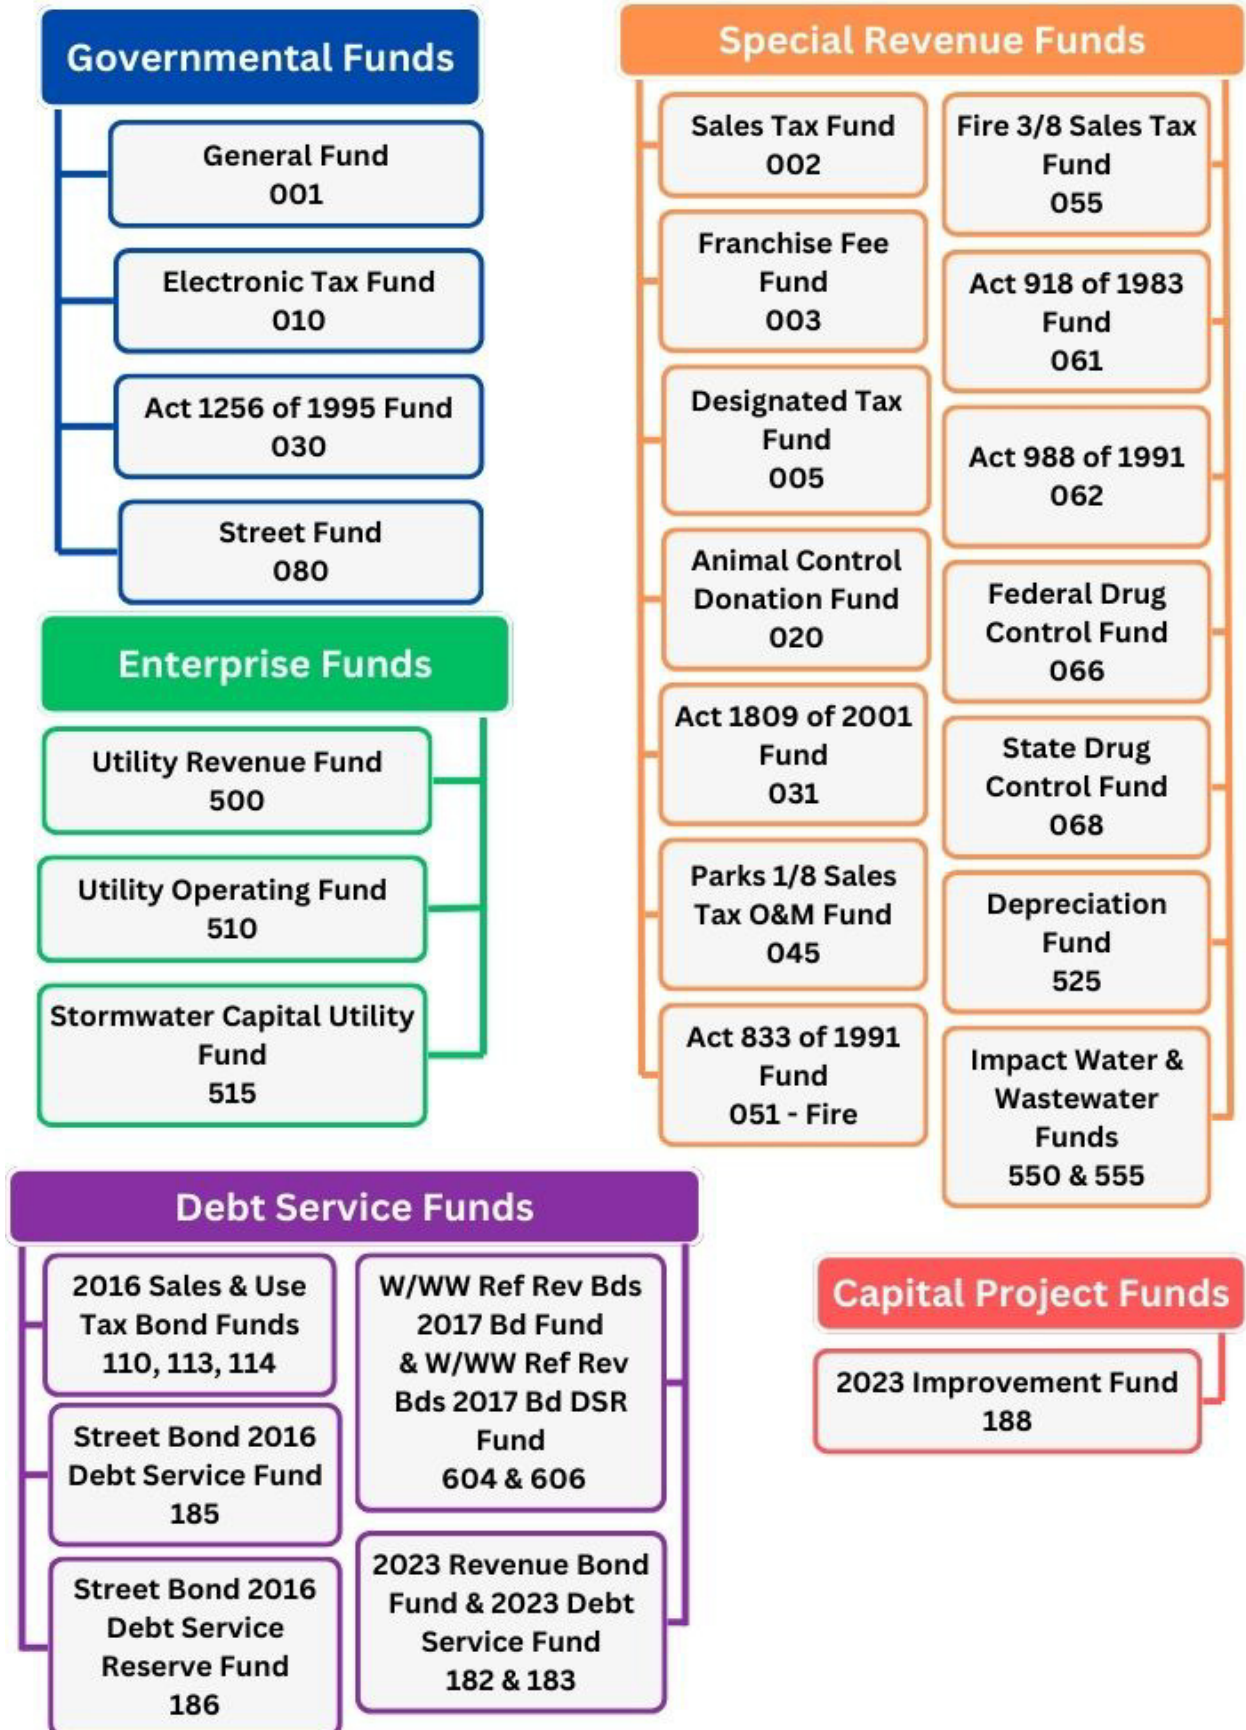 Governmental Funds
General Fund
001
Electronic Tax Fund
010
Act 1256 of 1995 Fund
030
Street Fund
080
Enterprise Funds
Utility Revenue Fund
500
Utility Operating Fund
510
Stormwater Capital Utility
Fund
515
Special Revenue Funds
Sales Tax Fund
002
Franchise Fee
Fund
003
Designated Tax
Fund
005
Animal Control
Donation Fund
020
Act 1809 of 2001
Fund
031
Parks 1/8 Sales
Tax O&M Fund
045
Act 833 of 1991
Fund
051 - Fire
Fire 3/8 Sales Tax
Fund
055
Act 918 of 1983
Fund
061
Act 988 of 1991
062
Federal Drug
Control Fund
066
State Drug
Control Fund
068
Depreciation
Fund
525
Impact Water &
Wastewater
Funds
550 & 555
Debt Service Funds
2016 Sales & Use
Tax Bond Funds
110, 113, 114
Street Bond 2016
Debt Service Fund
185
Street Bond 2016
Debt Service
Reserve Fund
186
W/WW Ref Rev Bds
2017 Bd Fund
& W/WW Ref Rev
Bds 2017 Bd DSR
Fund
604 & 606
2023 Revenue Bond
Fund & 2023 Debt
Service Fund
182 & 183
Capital Project Funds
2023 Improvement Fund
188